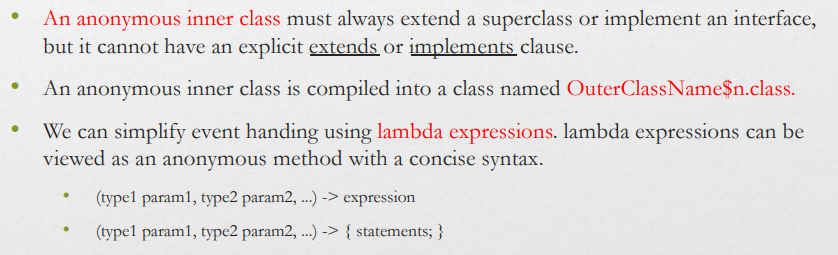 • An anonymous inner class must always extend a superclass or implement an interface,
but it cannot have an explicit extends or implements clause.
• An anonymous inner class is compiled into a class named OuterClassName$n.class.
• We can simplify event handing using lambda expressions. lambda expressions can be
viewed as an anonymous method with a concise syntax.
• (type1 param1, type2 param2, ...) -> expression
• (type1 param1, type2 param2, ...) -> { statements; }